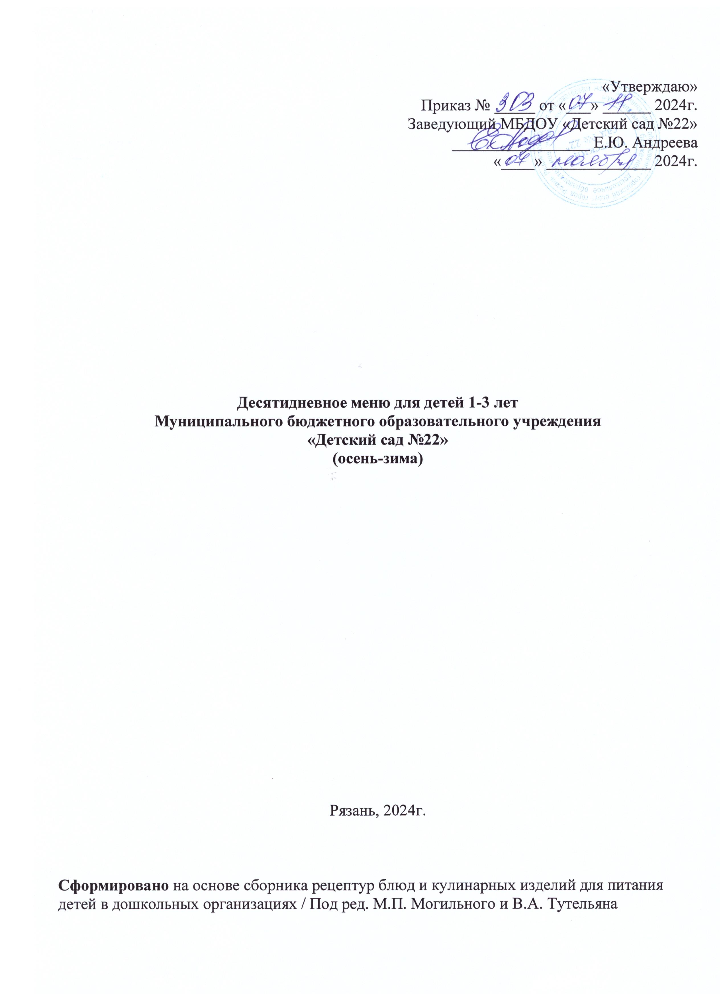 «Утверждаю»
Приказ № 303 от «07» 11 2024г.
Заведующий МБДОУ «Детский сад №22»
Е.Ю. Андреева
«07» ноября 2024г.
Десятидневное меню для детей 1-3 лет
Муниципального бюджетного образовательного учреждения
«Детский сад №22»
(осень-зима)
Рязань, 2024г.
Сформировано на основе сборника рецептур блюд и кулинарных изделий для питания
детей в дошкольных организациях / Под ред. М.П. Могильного и В.А. Тутельяна